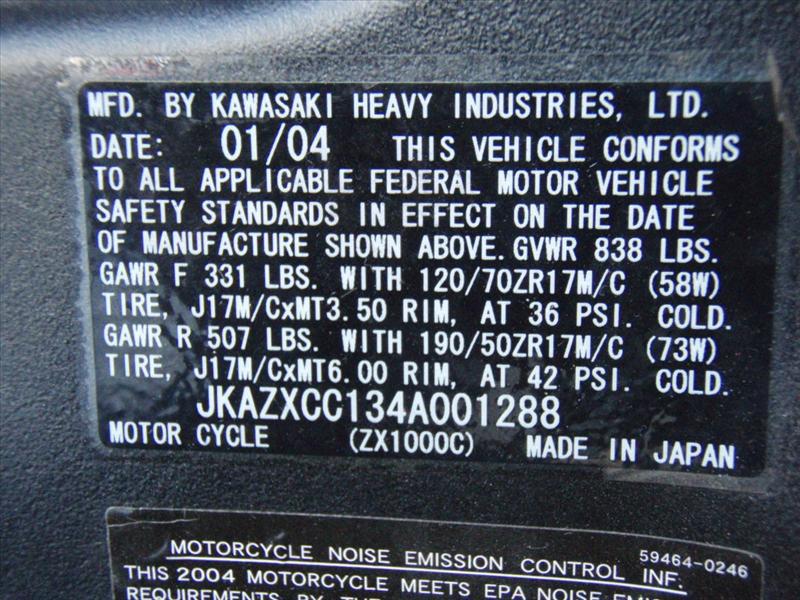 MFD. BY KAWASAKI HEAVY INDUSTRIES, LTD.
DATE: 01/04 THIS VEHICLE CONFORMS
TO ALL APPLICABLE FEDERAL MOTOR VEHICLE
SAFETY STANDARDS IN EFFECT ON THE DATE
OF MANUFACTURE SHOWN ABOVE. GVWR 838 LBS.
GAWR F 331 LBS. WITH 120/70ZR17M/C (58W)
TIRE, J17M/CxMT3.50 RIM, AT 36 PSI. COLD.
GAWR R 507 LBS. WITH 190/50ZR17M/C (73W)
TIRE, J17M/CxMT6.00 RIM, AT 42 PSI. COLD.
JKAZXCC134A001288
MOTOR CYCLE (ZX1000C) MADE IN JAPAN
59464-0246
MOTORCYCLE NOISE EMISSION CONTROL INF.
THIS 2004 MOTORCYCLE MEETS EPA NOISE
REQUIREMENTS